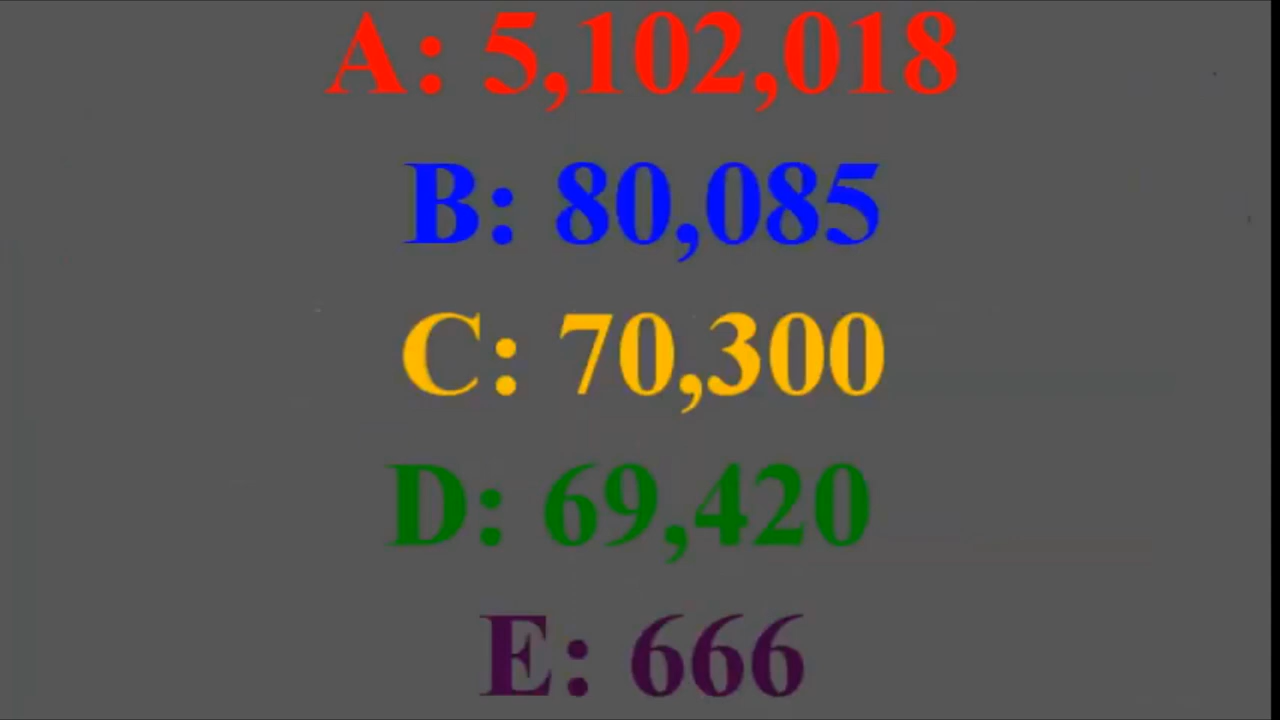 A: 5,102,018
B: 80,085
C: 70,300
D: 69,420
E: 666